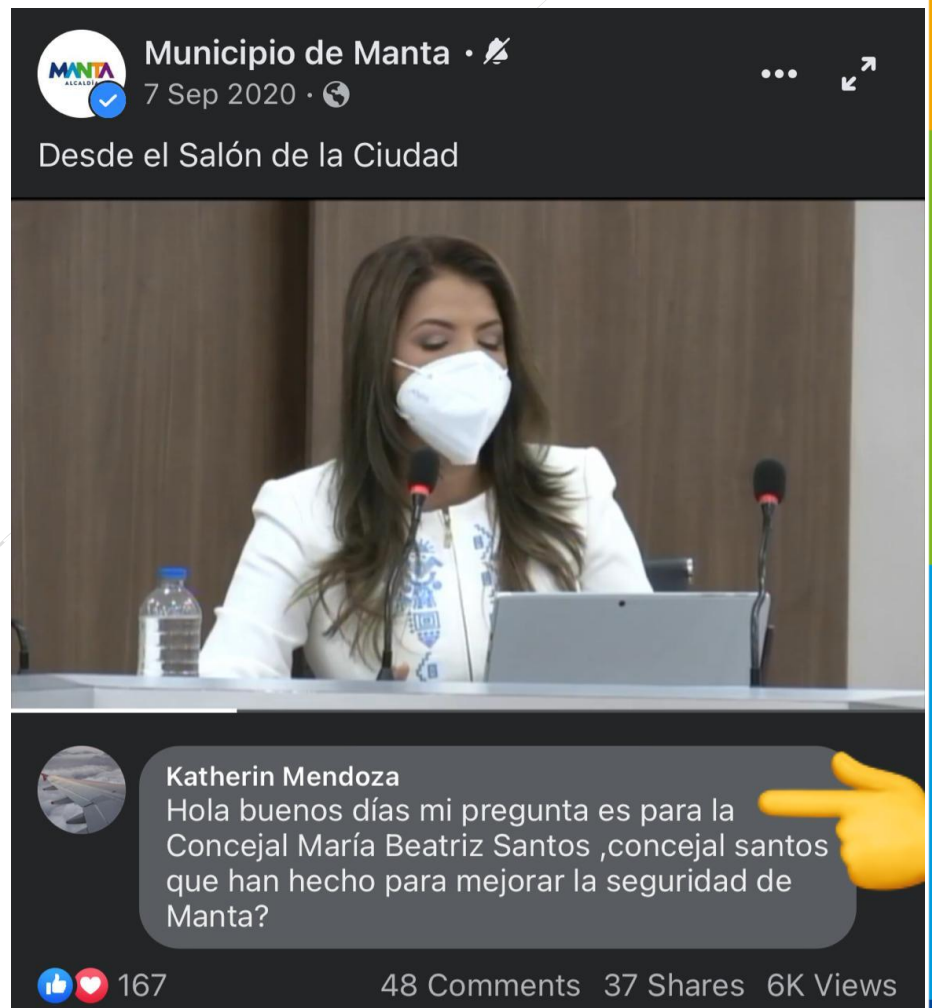 MANTA
ALCALDÍA
Municipio de Manta ·
7 Sep 2020 ·
Desde el Salón de la Ciudad
Katherin Mendoza
Hola buenos días mi pregunta es para la
Concejal María Beatriz Santos ,concejal santos
que han hecho para mejorar la seguridad de
Manta?
167
48 Comments 37 Shares 6K Views